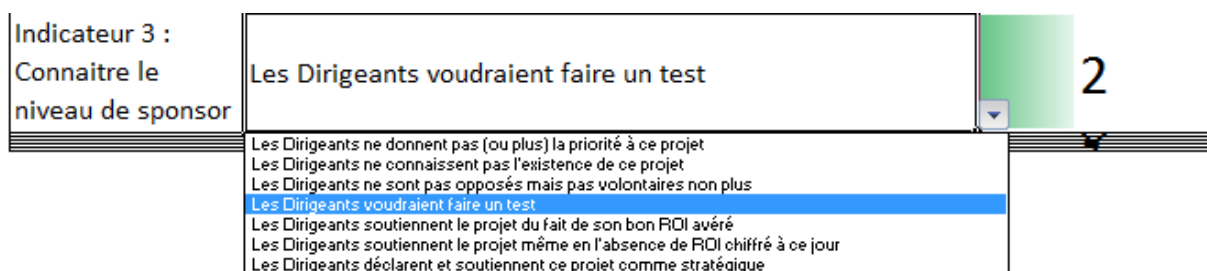 Indicateur 3 :
Connaitre le
niveau de sponsor
Les Dirigeants voudraient faire un test
2
Les Dirigeants ne donnent pas (ou plus) la priorité à ce projet
Les Dirigeants ne connaissent pas l'existence de ce projet
Les Dirigeants ne sont pas opposés mais pas volontaires non plus
Les Dirigeants voudraient faire un test
Les Dirigeants soutiennent le projet du fait de son bon ROI avéré
Les Dirigeants soutiennent le projet même en l'absence de ROI chiffré à ce jour
Les Dirigeants déclarent et soutiennent ce projet comme stratégique